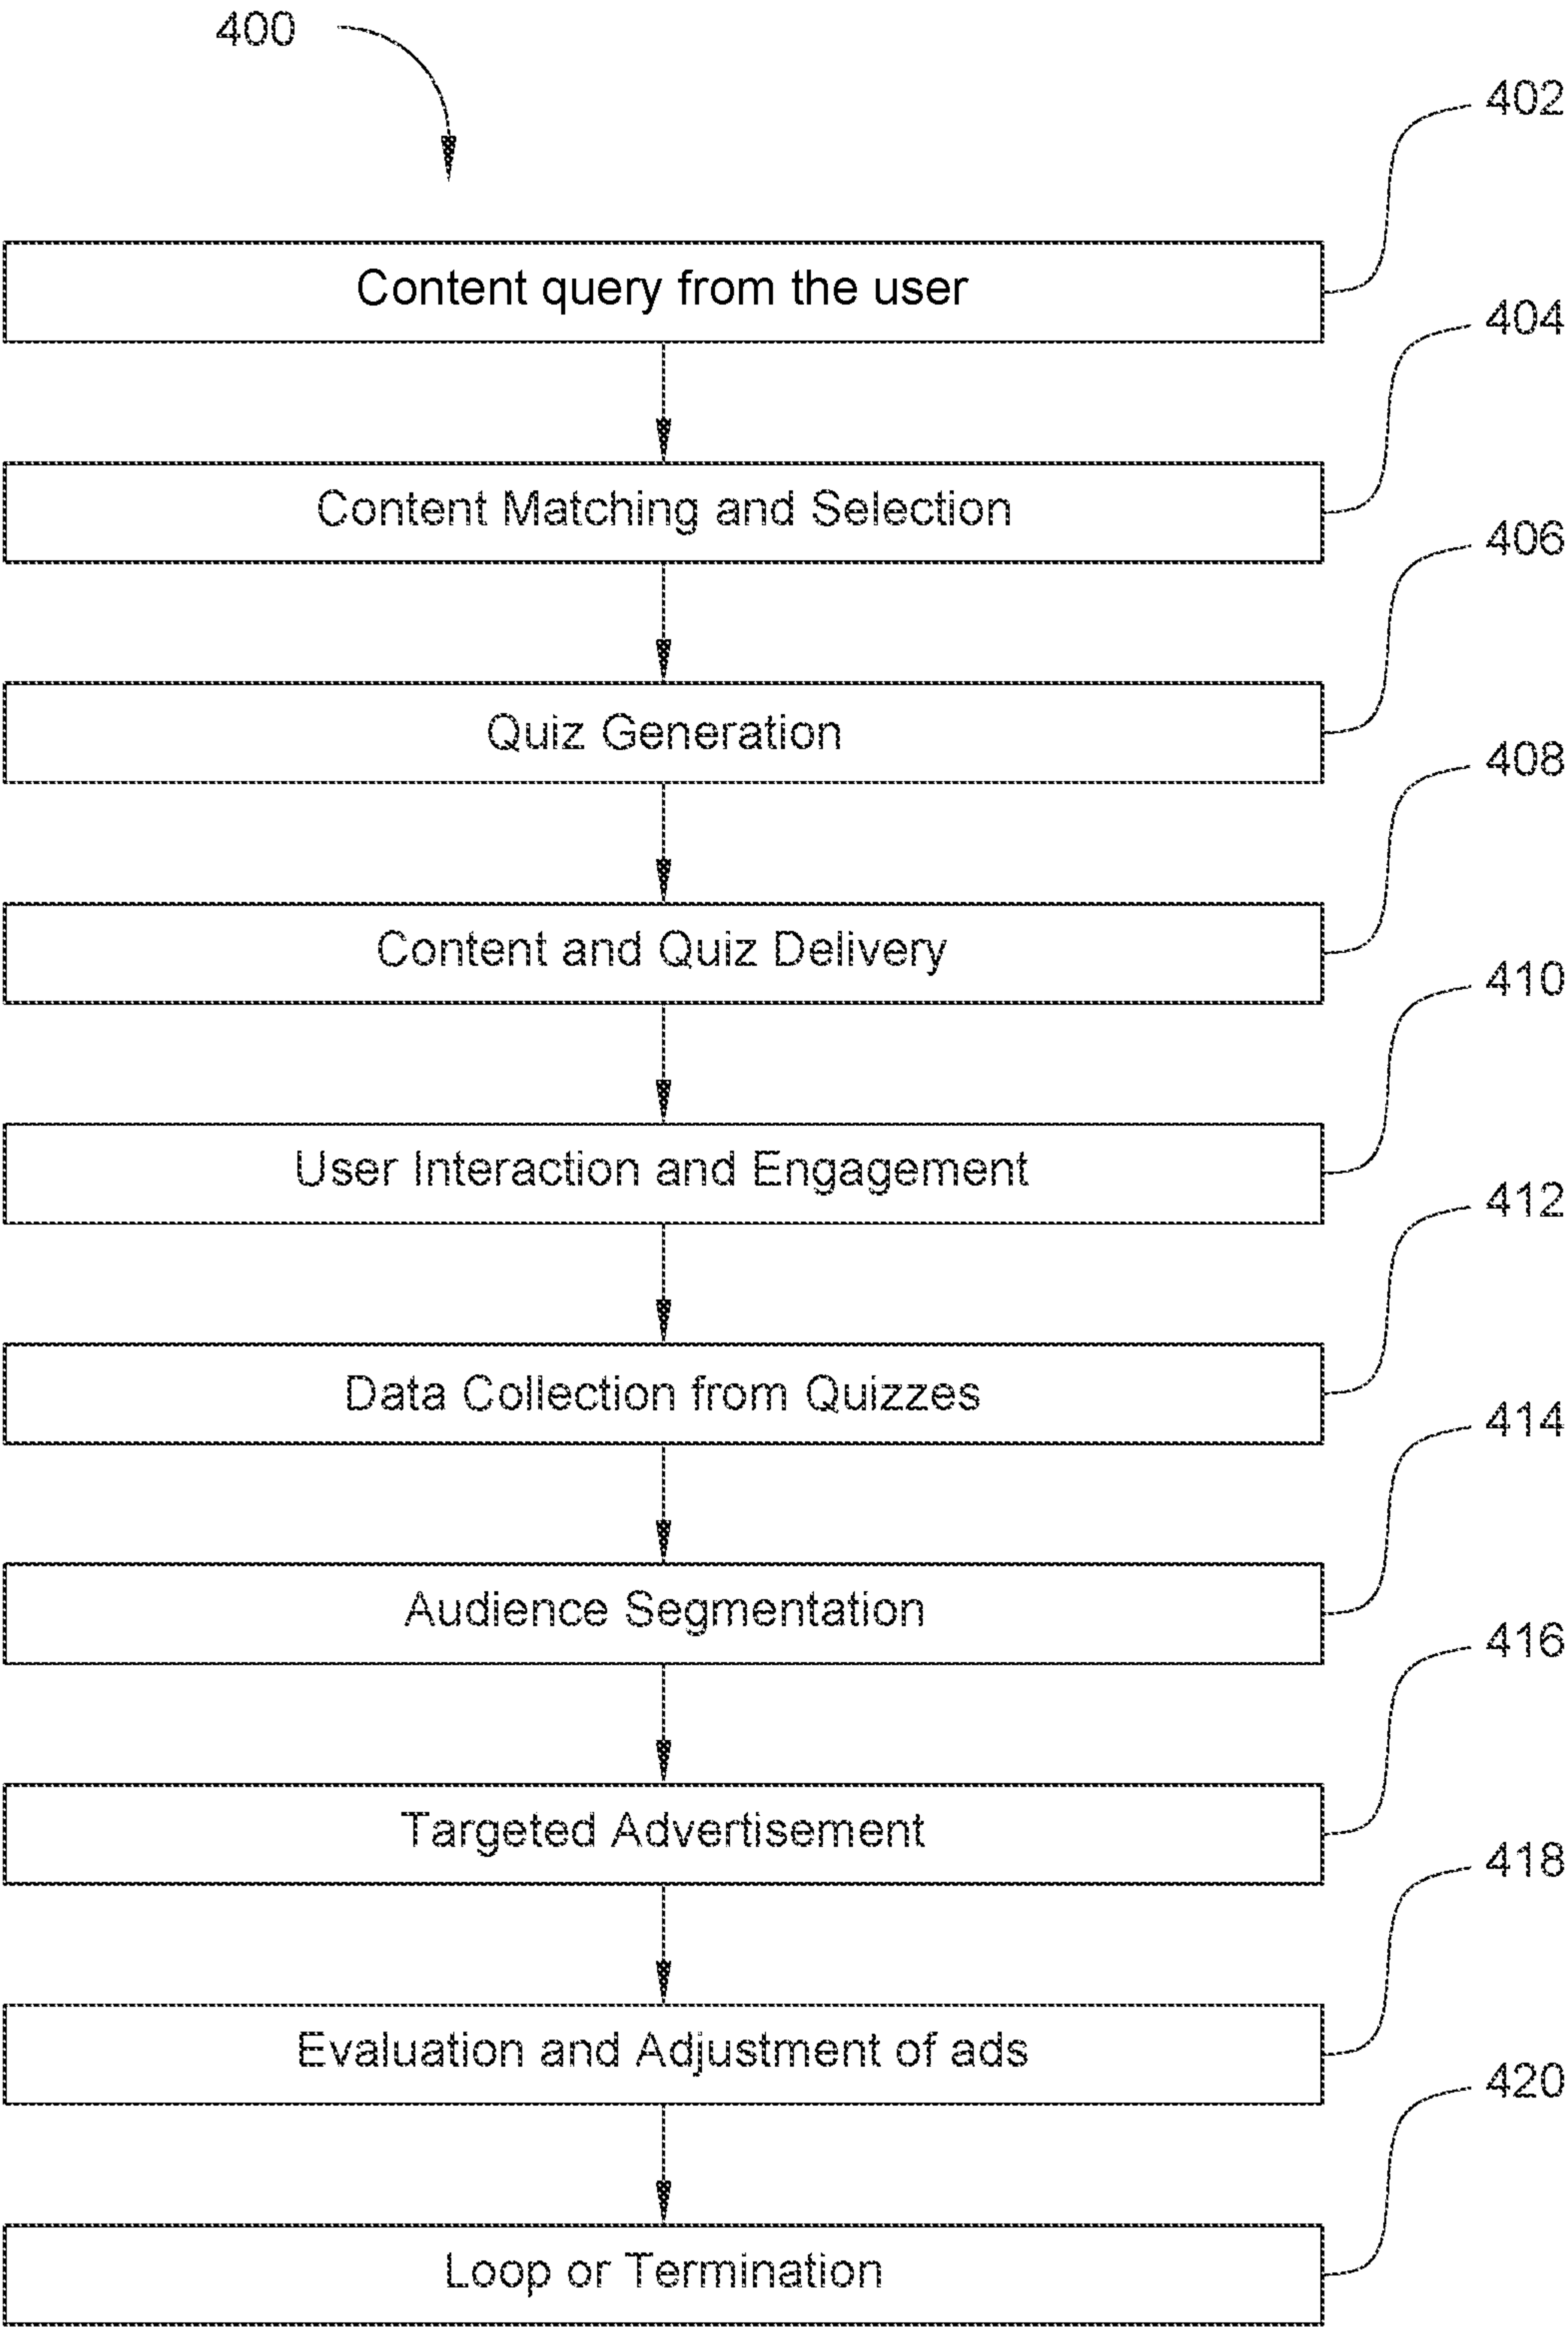 400
402
Content query from the user
404
Content Matching and Selection
406
Quiz Generation
408
Content and Quiz Delivery
410
User Interaction and Engagement
412
Data Collection from Quizzes
414
Audience Segmentation
416
Targeted Advertisement
418
Evaluation and Adjustment of ads
420
Loop or Termination